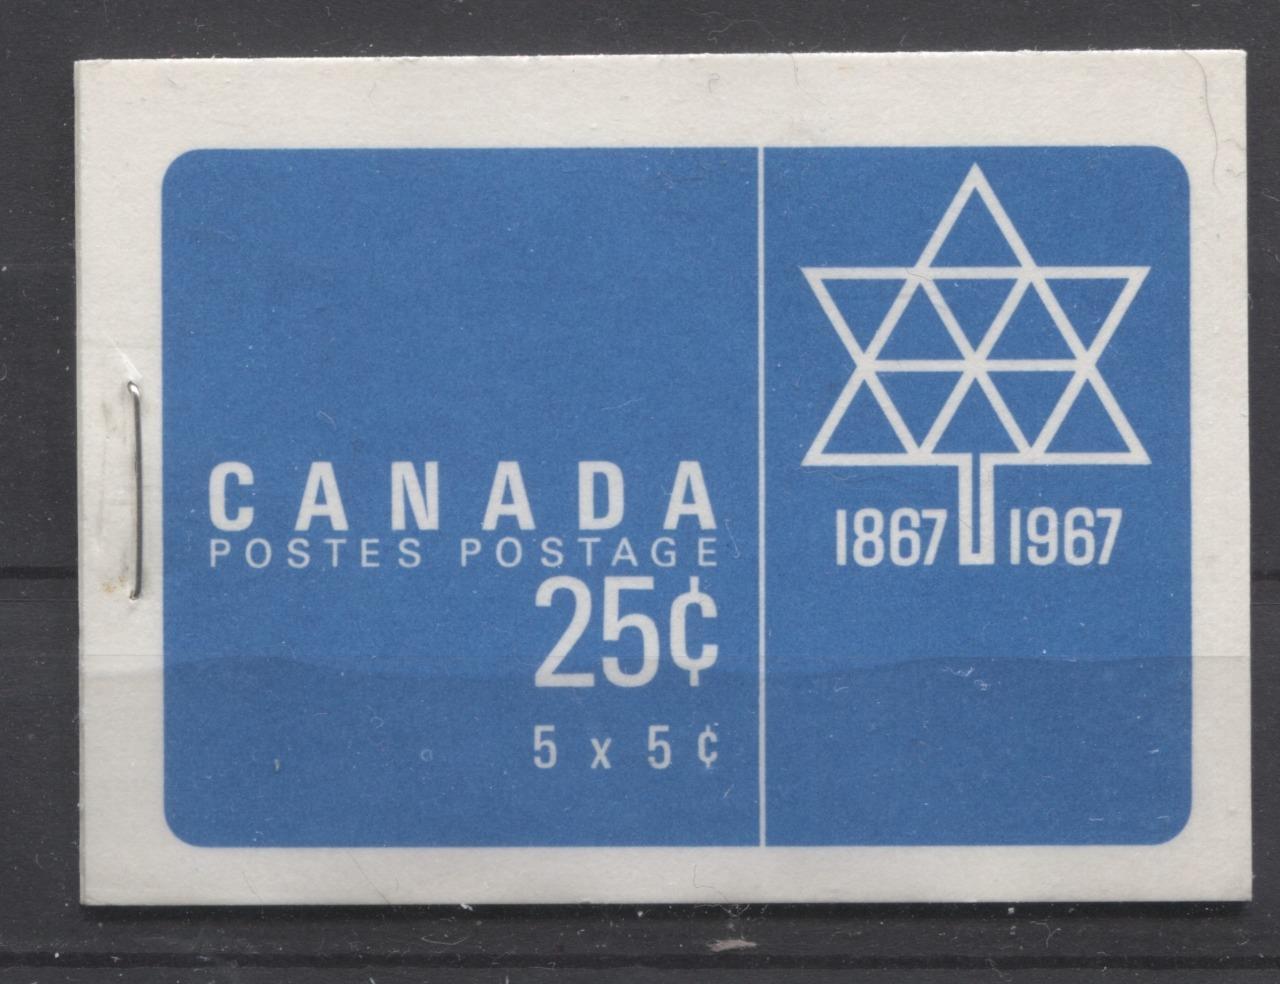 CANADA
POSTES POSTAGE
25¢
5 x 5¢
1867 1967